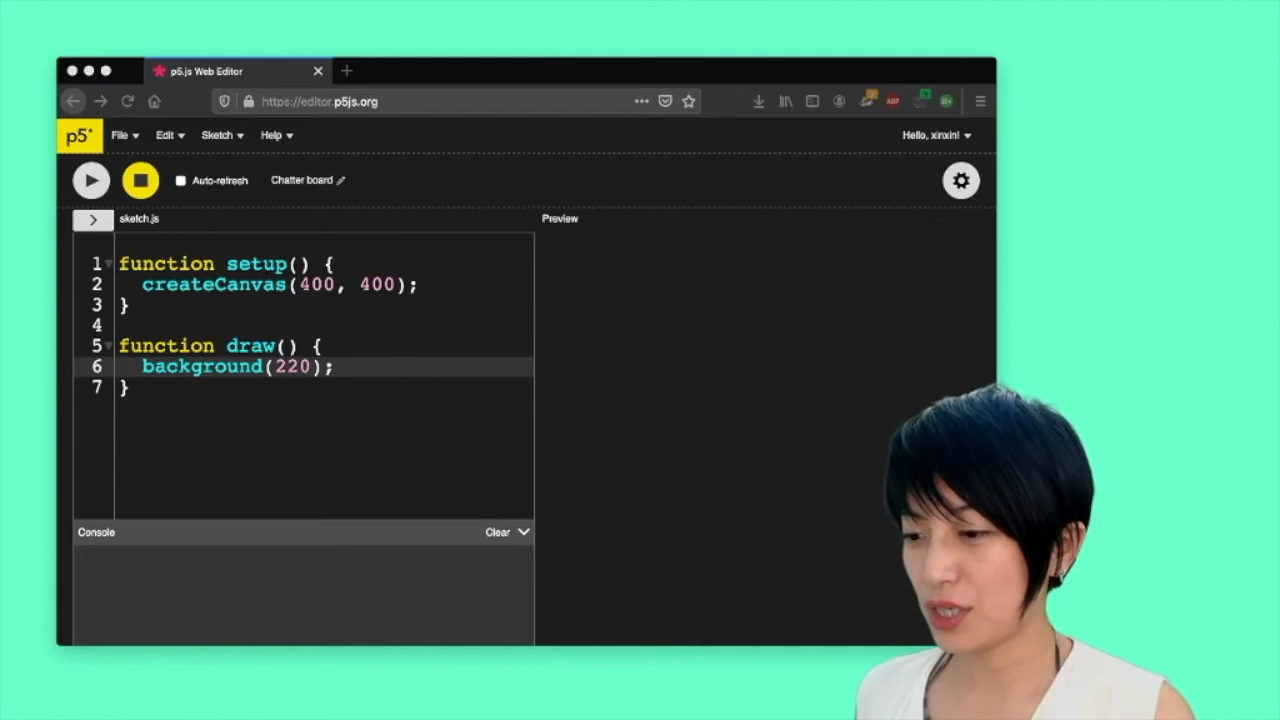 p5.js Web Editor
https://editor.p5js.org
p5* File Edit Sketch Help Hello, xinxin!
Auto-refresh Chatter board
sketch.js Preview
1 function setup() {
2 createCanvas(400, 400);
3 }
4
5 function draw() {
6 background(220);
7 }
Console Clear